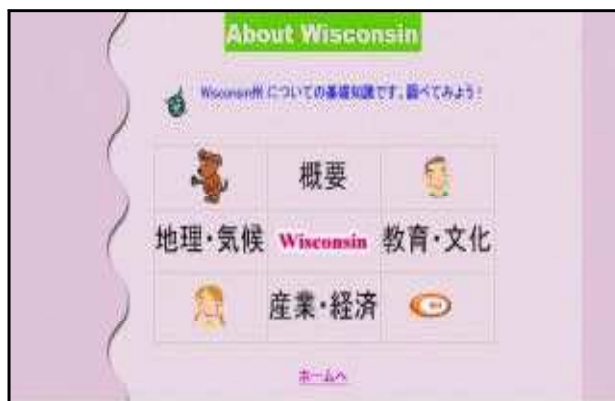 About Wisconsin
Wisconsin州 についての基礎知識です。調べてみよう!
概要
地理・気候 Wisconsin 教育・文化
産業・経済
ホームへ